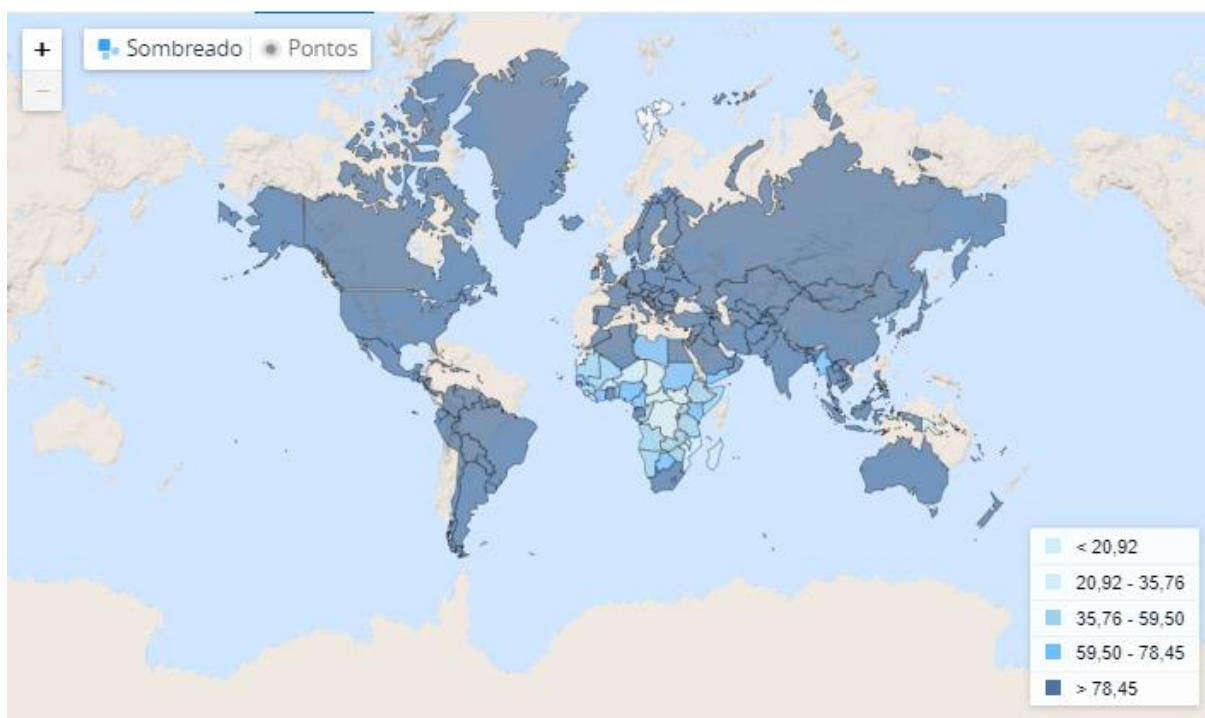 +
Sombreado
Pontos
−
< 20,92
20,92 - 35,76
35,76 - 59,50
59,50 - 78,45
> 78,45